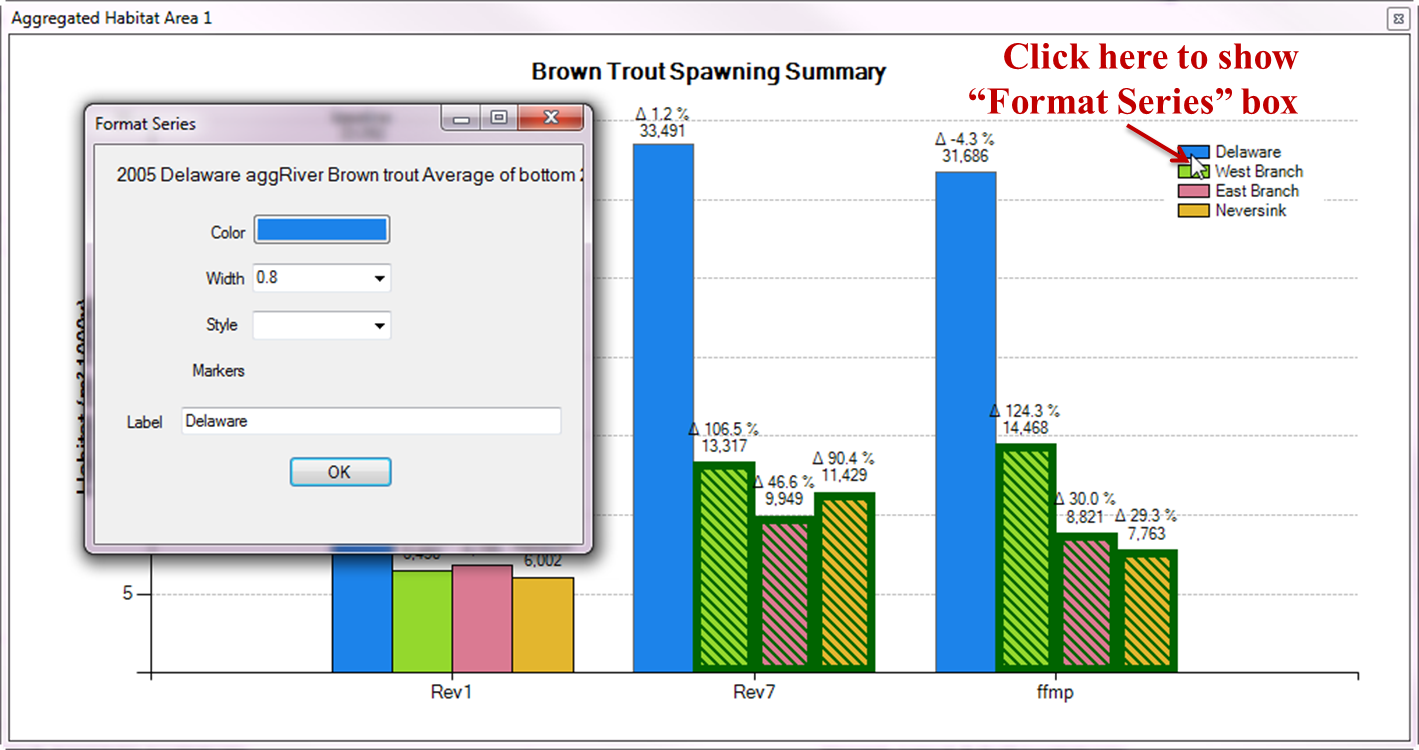 Aggregated Habitat Area 1
Click here to show
“Format Series” box
Brown Trout Spawning Summary
Format Series
2005 Delaware aggRiver Brown trout Average of bottom
Color
Width 0.8
Style
Markers
Label Delaware
OK
Δ 1.2 %
33,491
Δ -4.3 %
31,686
Delaware
West Branch
East Branch
Neversink
Δ 106.5 %
13,317
Δ 46.6 %
9,949
Δ 90.4 %
11,429
Δ 124.3 %
14,468
Δ 30.0 %
8,821
Δ 29.3 %
7,763
6,002
5
Rev1
Rev7
ffmp